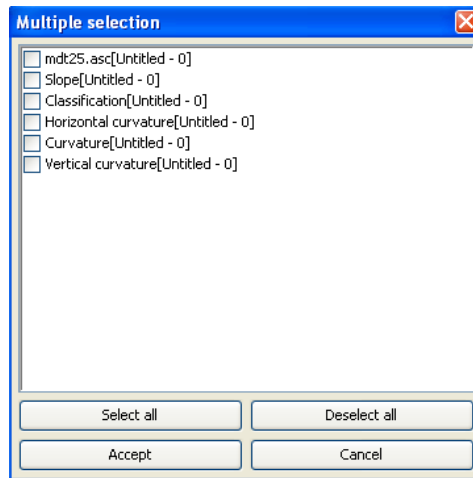 Multiple selection
mdt25.asc[Untitled - 0]
Slope[Untitled - 0]
Classification[Untitled - 0]
Horizontal curvature[Untitled - 0]
Curvature[Untitled - 0]
Vertical curvature[Untitled - 0]
Select all
Deselect all
Accept
Cancel